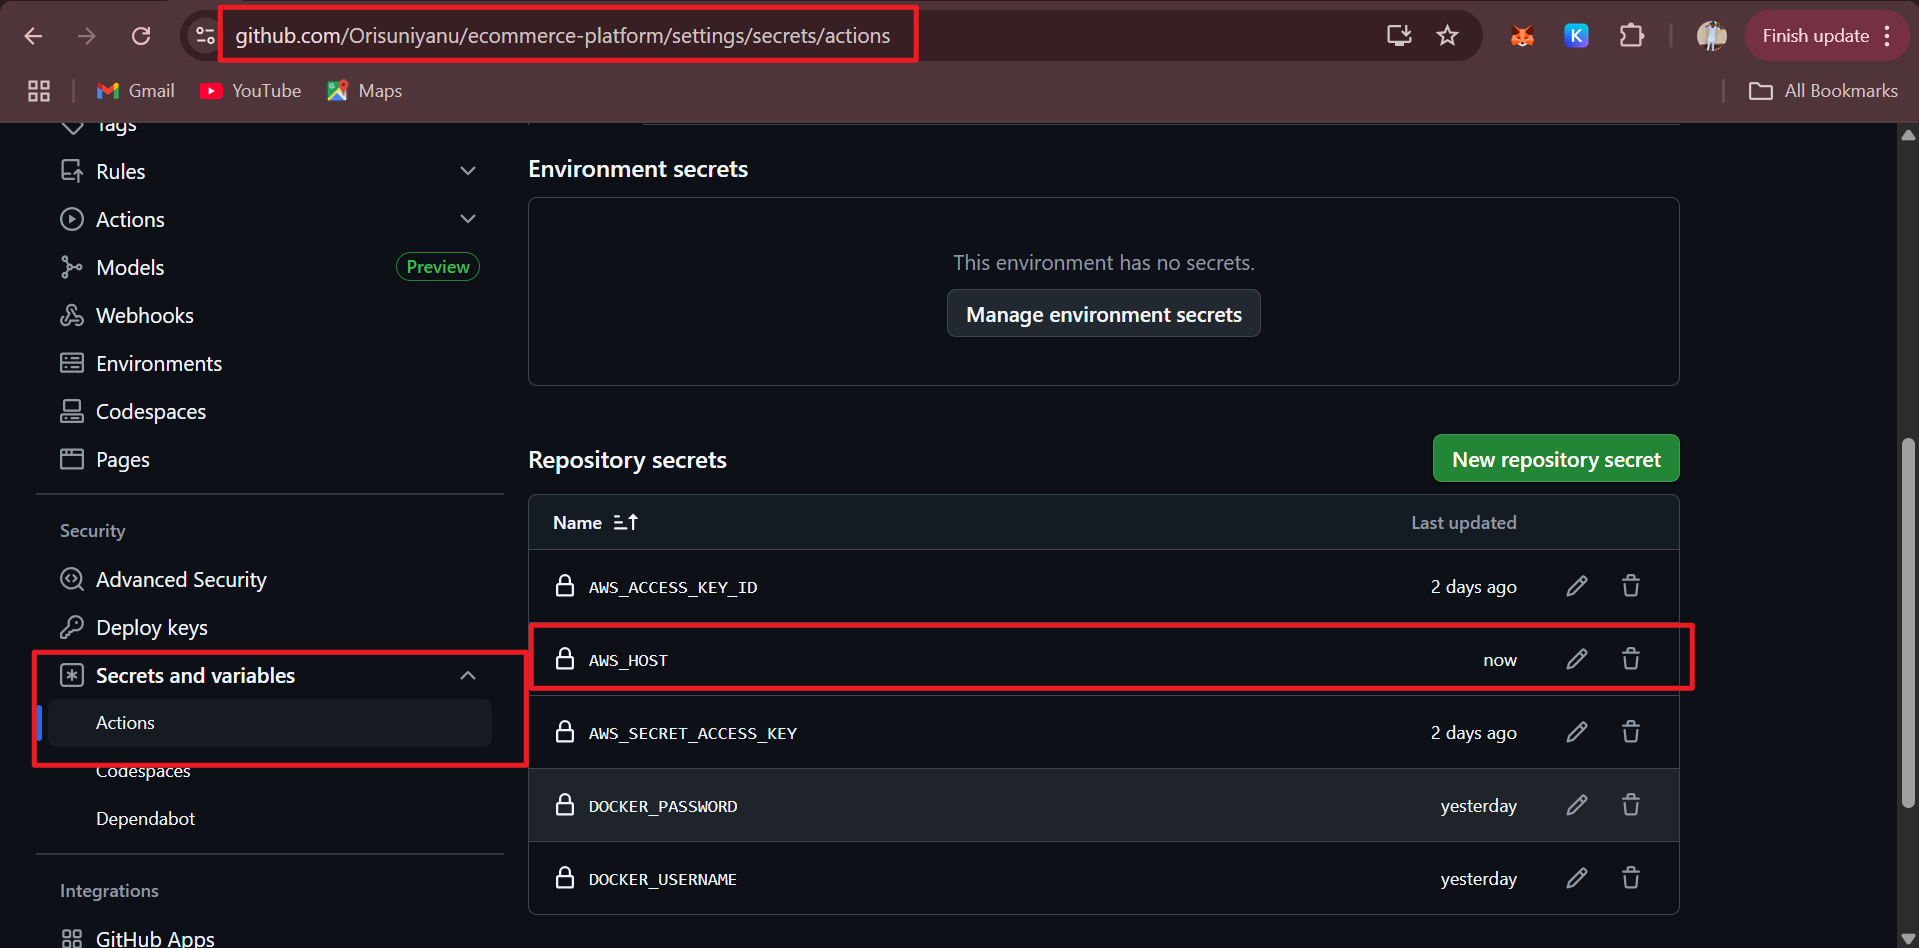 github.com/Orisuniyanu/ecommerce-platform/settings/secrets/actions
K
Finish update
Gmail
YouTube
Maps
All Bookmarks
Tags
Rules
Actions
Models
Preview
Webhooks
Environments
Codespaces
Pages
Security
Advanced Security
Deploy keys
Secrets and variables
Actions
Codespaces
Dependabot
Integrations
GitHub Apps
Environment secrets
This environment has no secrets.
Manage environment secrets
Repository secrets
New repository secret
Name Last updated
AWS_ACCESS_KEY_ID 2 days ago
AWS_HOST now
AWS_SECRET_ACCESS_KEY 2 days ago
DOCKER_PASSWORD yesterday
DOCKER_USERNAME yesterday